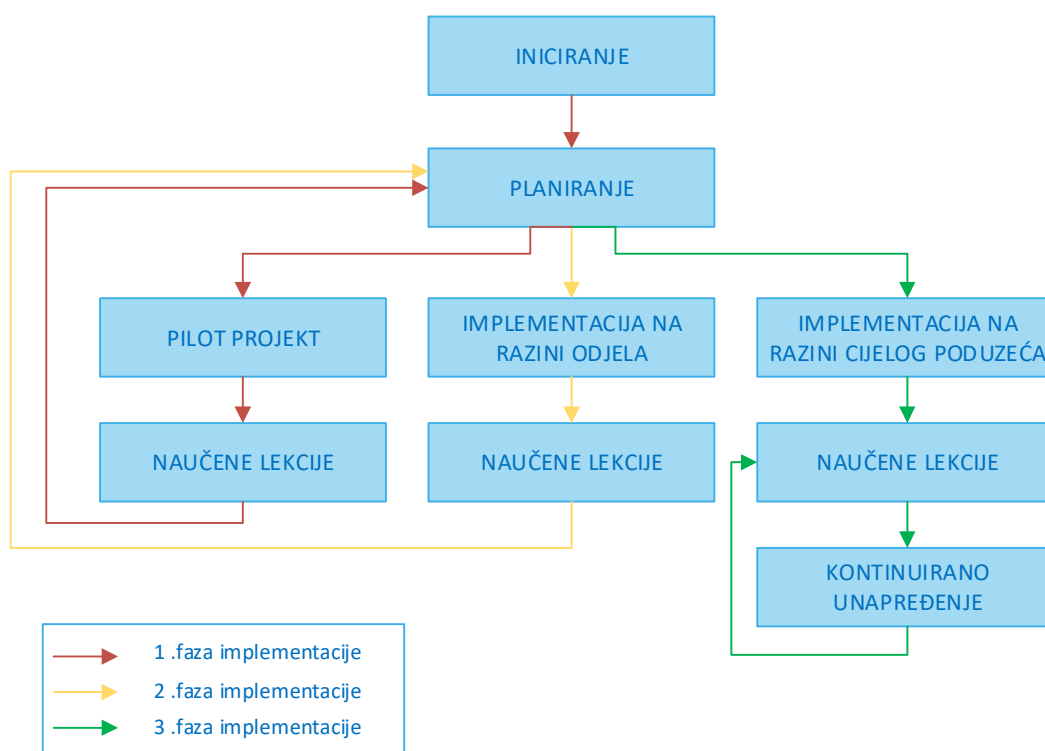 INICIRANJE
PLANIRANJE
PILOT PROJEKT
IMPLEMENTACIJA NA
RAZINI ODJELA
IMPLEMENTACIJA NA
RAZINI CIJELOG PODUZEĆA
NAUČENE LEKCIJE
NAUČENE LEKCIJE
NAUČENE LEKCIJE
KONTINUIRANO
UNAPREĐENJE
1 .faza implementacije
2 .faza implementacije
3 .faza implementacije